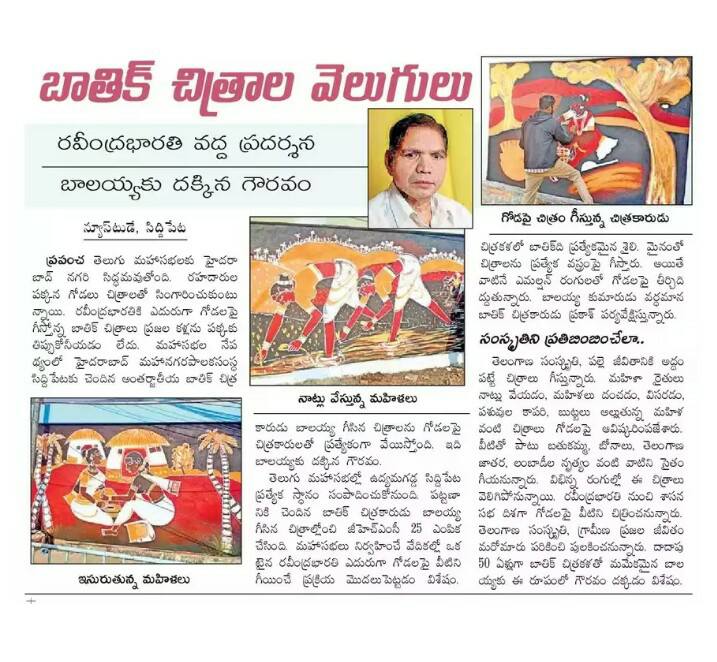 బాతిక్ చిత్రాల వెలుగులు
రవీంద్రభారతి వద్ద ప్రదర్శన
బాలయ్యకు దక్కిన గౌరవం
న్యూస్‌టుడే, సిద్దిపేట
ప్రపంచ తెలుగు మహాసభలకు హైదరా
బాద్ నగరి సిద్ధమవుతోంది. రహదారుల
పక్కన గోడలు చిత్రాలతో సింగారించుకుంటు
న్నాయి. రవీంద్రభారతికి ఎదురుగా గోడలపై
గీస్తోన్న బాతిక్ చిత్రాలు ప్రజల కళ్లను పక్కకు
తిప్పుకోనీయడం లేదు. మహాసభల నేప
థ్యంలో హైదరాబాద్ మహానగరపాలకసంస్థ
సిద్దిపేటకు చెందిన అంతర్జాతీయ బాతిక్ చిత్ర
ఇసురుతున్న మహిళలు
నాట్లు వేస్తున్న మహిళలు
కారుడు బాలయ్య గీసిన చిత్రాలను గోడలపై
చిత్రకారులతో ప్రత్యేకంగా వేయిస్తోంది. ఇది
బాలయ్యకు దక్కిన గౌరవం.
తెలుగు మహాసభల్లో ఉద్యమగడ్డ సిద్దిపేట
ప్రత్యేక స్థానం సంపాదించుకోనుంది. పట్టణా
నికి చెందిన బాతిక్ చిత్రకారుడు బాలయ్య
గీసిన చిత్రాల్లోంచి జీహెచ్ఎంసీ 25 ఎంపిక
చేసింది. మహాసభలు నిర్వహించే వేదికల్లో ఒక
టైన రవీంద్రభారతి ఎదురుగా గోడలపై వీటిని
గీయించే ప్రక్రియ మొదలుపెట్టడం విశేషం.
గోడపై చిత్రం గీస్తున్న చిత్రకారుడు
చిత్రకళలో బాతిక్‌ది ప్రత్యేకమైన శైలి. మైనంతో
చిత్రాలను ప్రత్యేక వస్త్రంపై గీస్తారు. అయితే
వాటినే ఎమల్షన్ రంగులతో గోడలపై తీర్చిది
ద్దుతున్నారు. బాలయ్య కుమారుడు వర్ధమాన
బాతిక్ చిత్రకారుడు ప్రకాశ్ పర్యవేక్షిస్తున్నారు.
సంస్కృతిని ప్రతిబింబించేలా..
తెలంగాణ సంస్కృతి, పల్లె జీవితానికి అద్దం
పట్టే చిత్రాలు గీస్తున్నారు. మహిళా రైతులు
నాట్లు వేయడం, మహిళలు దంచడం, విసరడం,
పశువుల కాపరి, బుట్టలు అల్లుతున్న మహిళ
వంటి చిత్రాలు గోడలపై ఆవిష్కరింపజేశారు.
వీటితో పాటు బతుకమ్మ, బోనాలు, తెలంగాణ
జాతర, లంబాడీల నృత్యం వంటి వాటిని సైతం
గీయనున్నారు. విభిన్న రంగుల్లో ఈ చిత్రాలు
వెలిగిపోనున్నాయి. రవీంద్రభారతి నుంచి శాసన
సభ దిశగా గోడలపై వీటిని చిత్రించనున్నారు.
తెలంగాణ సంస్కృతి, గ్రామీణ ప్రజల జీవితం
మరోమారు పరికించి పులకించనున్నారు. దాదాపు
50 ఏళ్లుగా బాతిక్ చిత్రకళతో మమేకమైన బాల
య్యకు ఈ రూపంలో గౌరవం దక్కడం విశేషం.